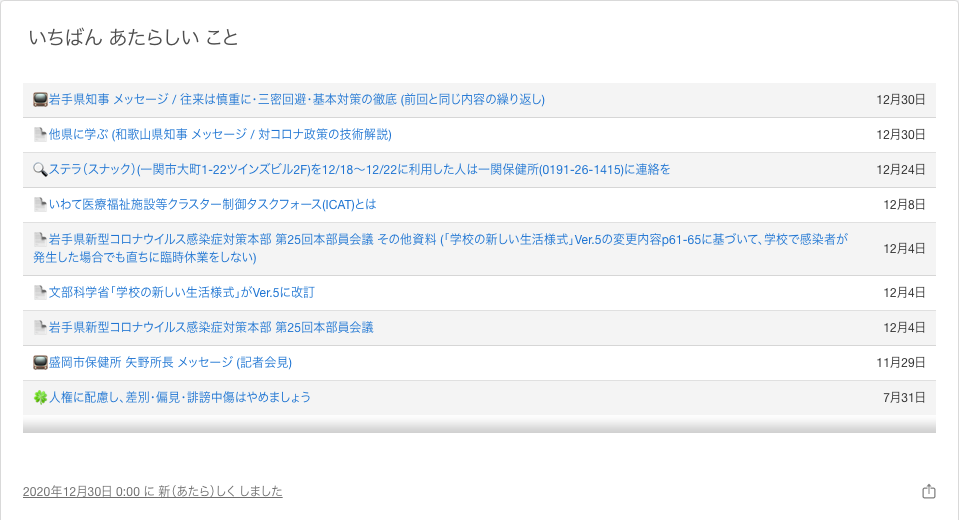 いちばん あたらしい こと
岩手県知事 メッセージ / 往来は慎重に・三密回避・基本対策の徹底 (前回と同じ内容の繰り返し) 12月30日
他県に学ぶ (和歌山県知事 メッセージ / 対コロナ政策の技術解説) 12月30日
ステラ（スナック）(一関市大町1-22ツインズビル2F)を12/18〜12/22に利用した人は一関保健所(0191-26-1415)に連絡を 12月24日
いわて医療福祉施設等クラスター制御タスクフォース(ICAT)とは 12月8日
岩手県新型コロナウイルス感染症対策本部 第25回本部員会議 その他資料 (「学校の新しい生活様式」Ver.5の変更内容p61-65に基づいて、学校で感染者が
発生した場合でも直ちに臨時休業をしない) 12月4日
文部科学省「学校の新しい生活様式」がVer.5に改訂 12月4日
岩手県新型コロナウイルス感染症対策本部 第25回本部員会議 12月4日
盛岡市保健所 矢野所長 メッセージ (記者会見) 11月29日
人権に配慮し、差別・偏見・誹謗中傷はやめましょう 7月31日
2020年12月30日 0:00 に 新（あたら）しく しました